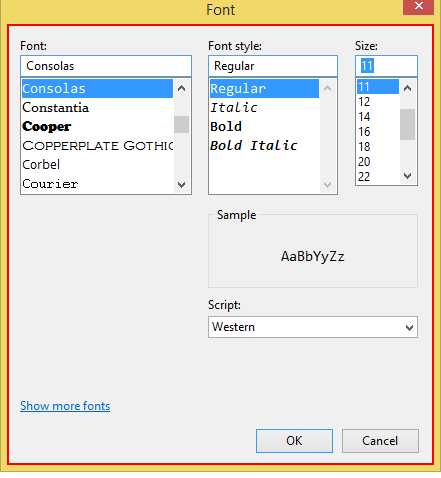 Font
Font: Font style: Size:
Consolas Regular 11
Consolas Regular 11
Constantia Italic 12
Cooper Bold 14
Copperplate Gothic Bold Italic 16
Corbel 18
Courier 20
22
Sample
AaBbYyZz
Script:
Western
Show more fonts
OK Cancel